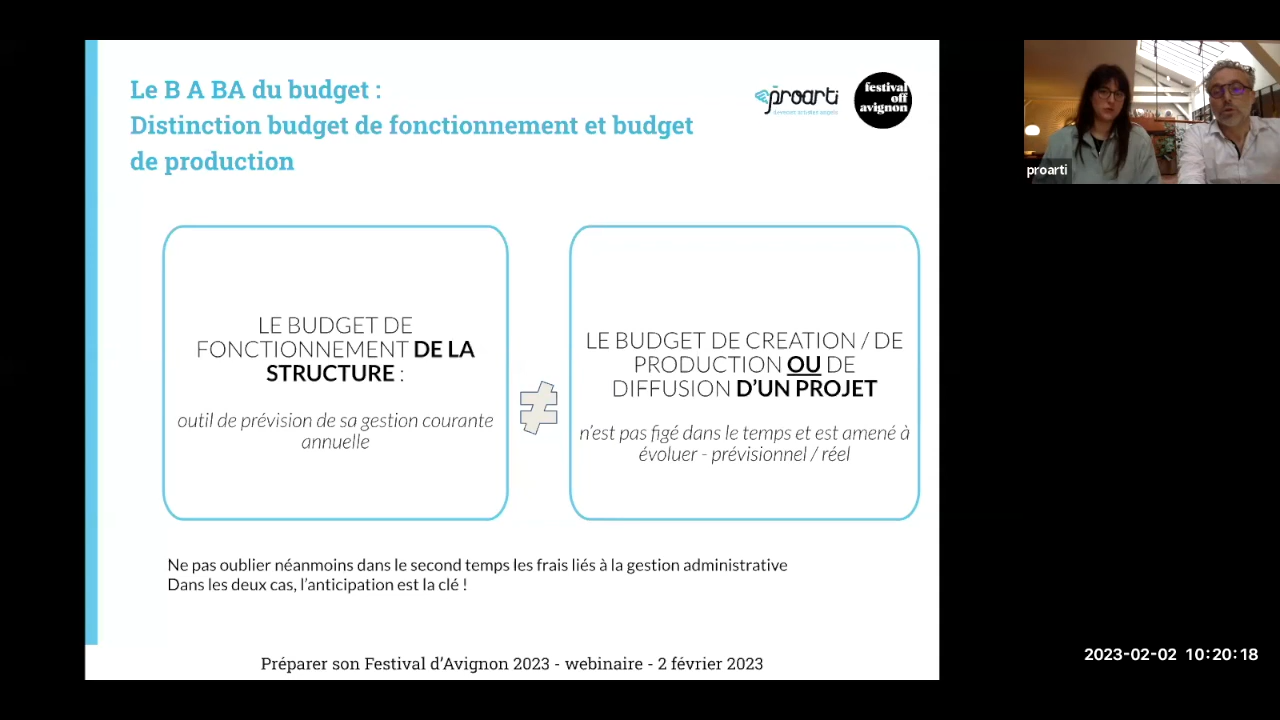 Le B A BA du budget :
Distinction budget de fonctionnement et budget
de production
proarti
festival
off
avignon
proarti
LE BUDGET DE
FONCTIONNEMENT DE LA
STRUCTURE :
outil de prévision de sa gestion courante
annuelle
≠
LE BUDGET DE CREATION / DE
PRODUCTION OU DE
DIFFUSION D'UN PROJET
n'est pas figé dans le temps et est amené à
évoluer - prévisionnel / réel
Ne pas oublier néanmoins dans le second temps les frais liés à la gestion administrative
Dans les deux cas, l'anticipation est la clé !
Préparer son Festival d'Avignon 2023 - webinaire - 2 février 2023
2023-02-02 10:20:18